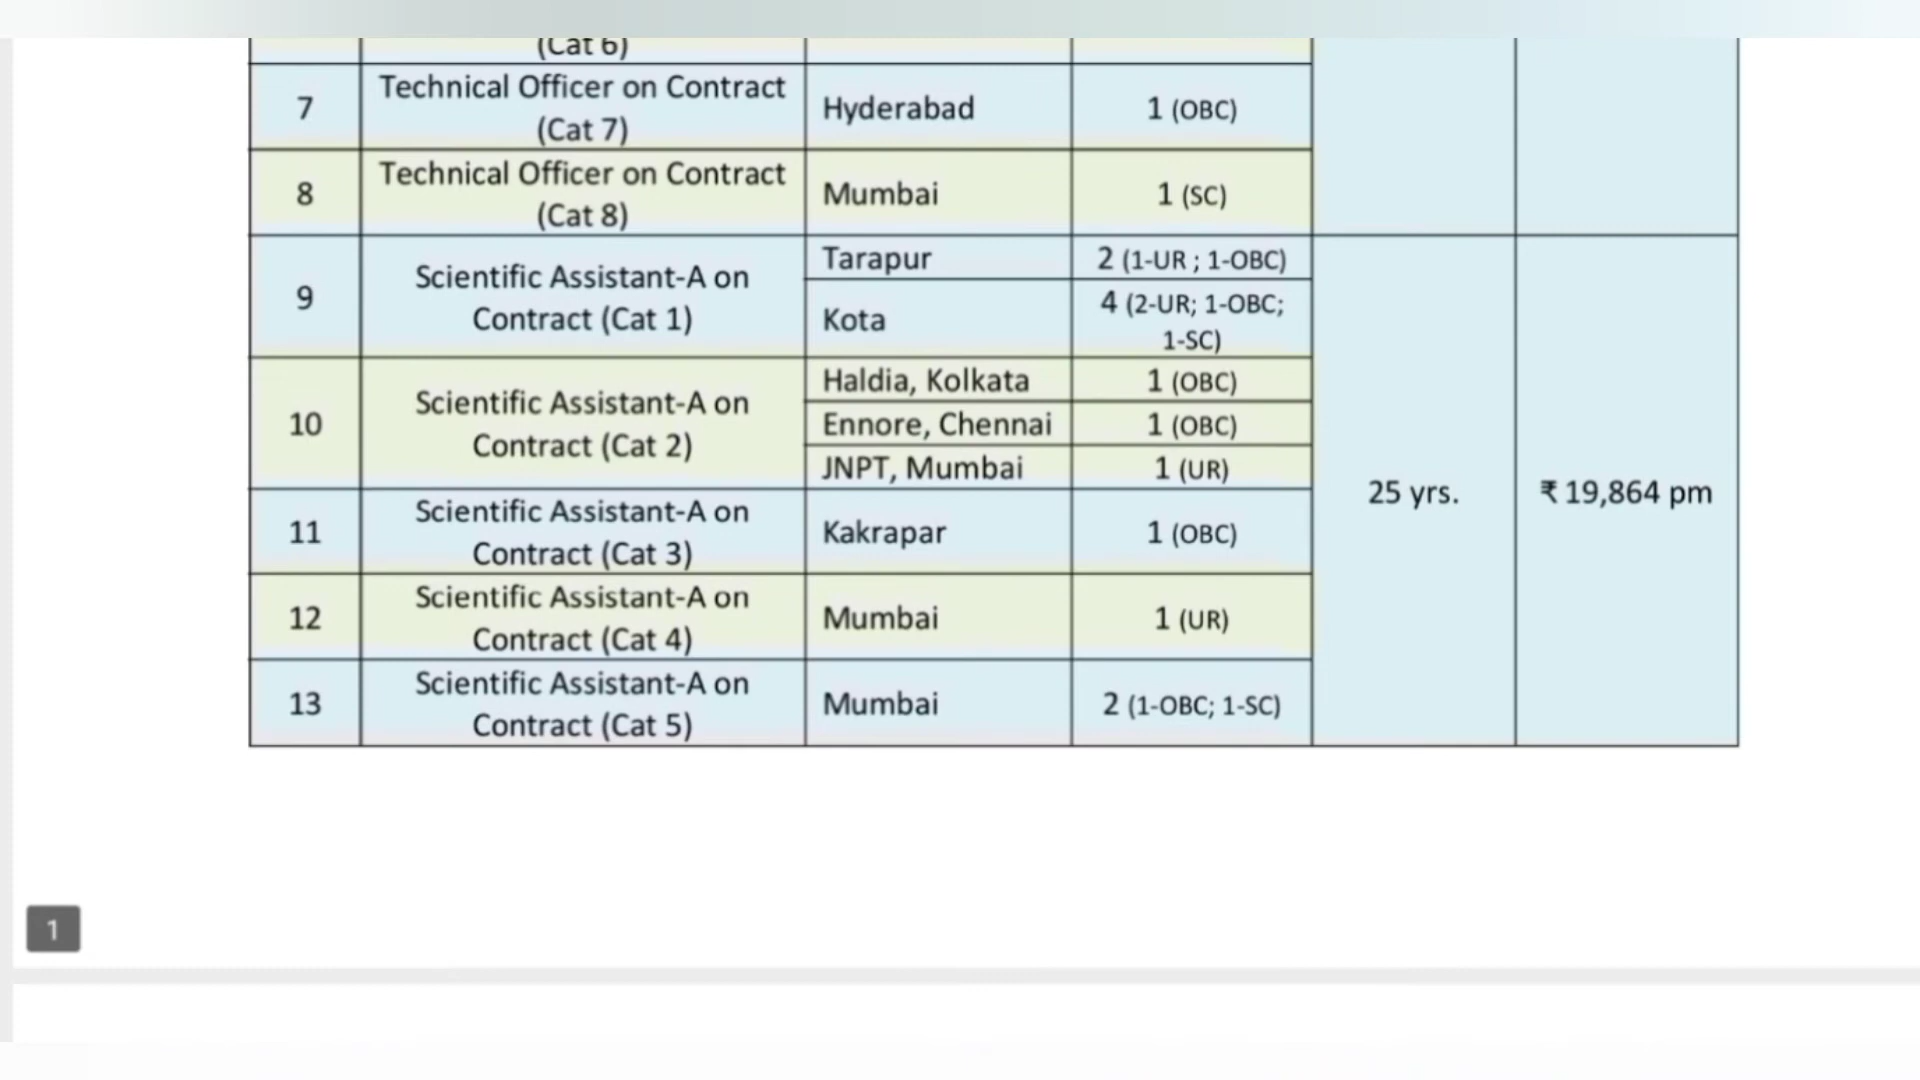 (Cat 6)
7
Technical Officer on Contract
(Cat 7)
Hyderabad
1 (OBC)
8
Technical Officer on Contract
(Cat 8)
Mumbai
1 (SC)
9
Scientific Assistant-A on
Contract (Cat 1)
Tarapur
2 (1-UR ; 1-OBC)
Kota
4 (2-UR; 1-OBC;
1-SC)
10
Scientific Assistant-A on
Contract (Cat 2)
Haldia, Kolkata
1 (OBC)
Ennore, Chennai
1 (OBC)
JNPT, Mumbai
1 (UR)
11
Scientific Assistant-A on
Contract (Cat 3)
Kakrapar
1 (OBC)
12
Scientific Assistant-A on
Contract (Cat 4)
Mumbai
1 (UR)
13
Scientific Assistant-A on
Contract (Cat 5)
Mumbai
2 (1-OBC; 1-SC)
25 yrs.
₹ 19,864 pm
1